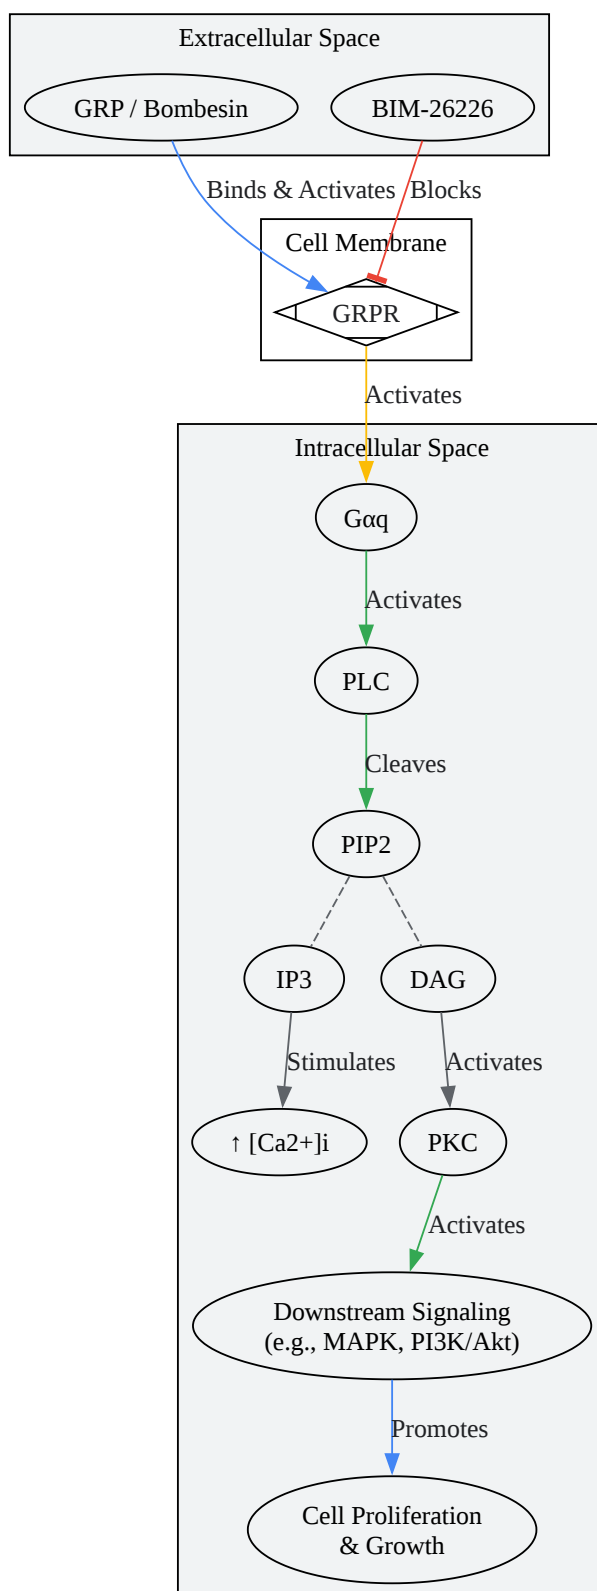 Extracellular Space
GRP / Bombesin
BIM-26226
Binds & Activates
Blocks
Cell Membrane
GRPR
Activates
Intracellular Space
Gαq
Activates
PLC
Cleaves
PIP2
IP3
DAG
Stimulates
Activates
↑ [Ca2+]i
PKC
Activates
Downstream Signaling
(e.g., MAPK, PI3K/Akt)
Promotes
Cell Proliferation
& Growth